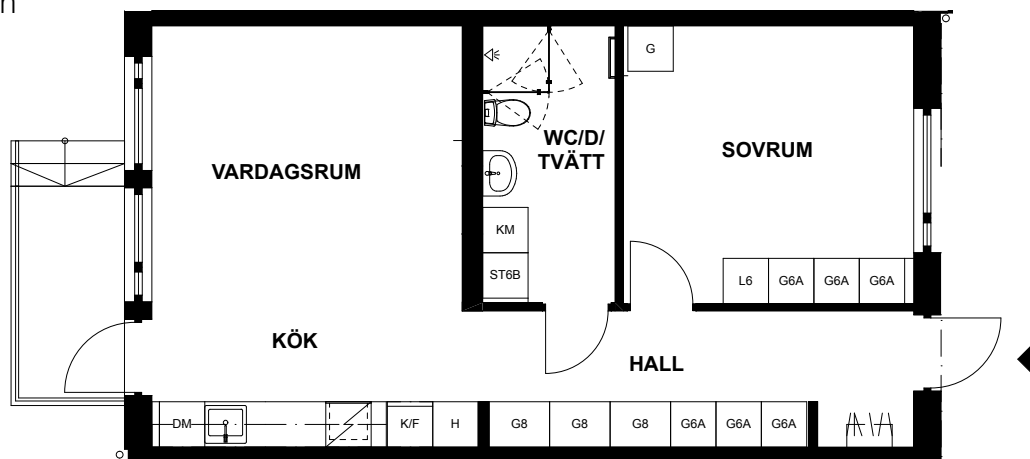 G
WC/D/
TVÄTT
SOVRUM
VARDAGSRUM
KM
ST6B
L6 G6A G6A G6A
KÖK
HALL
DM K/F H G8 G8 G8 G6A G6A G6A